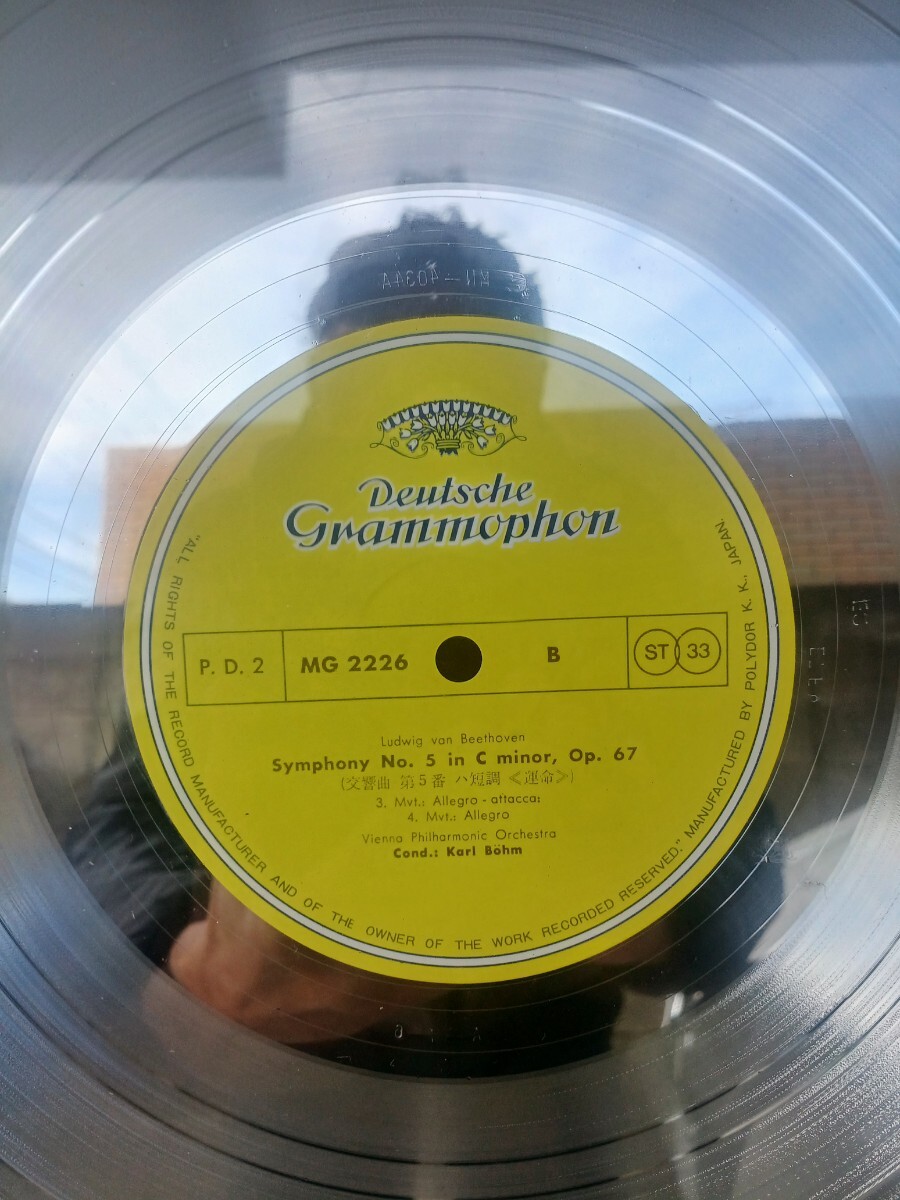 Deutsche
Grammophon
P. D. 2
MG 2226
B
ST 33
Ludwig van Beethoven
Symphony No. 5 in C minor, Op. 67
(交響曲 第5番 ハ短調 ≪運命≫)
3. Mvt.: Allegro - attacca:
4. Mvt.: Allegro
Vienna Philharmonic Orchestra
Cond.: Karl Böhm
"ALL RIGHTS OF THE RECORD MANUFACTURER AND OF THE OWNER OF THE WORK RECORDED RESERVED." MANUFACTURED BY POLYDOR K. K., JAPAN.